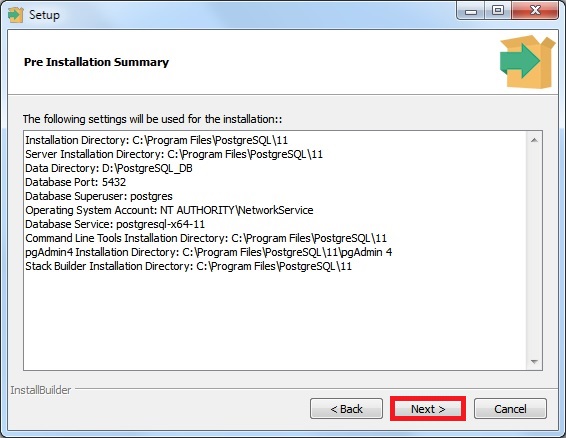 Setup
Pre Installation Summary
The following settings will be used for the installation::
Installation Directory: C:\Program Files\PostgreSQL\11
Server Installation Directory: C:\Program Files\PostgreSQL\11
Data Directory: D:\PostgreSQL_DB
Database Port: 5432
Database Superuser: postgres
Operating System Account: NT AUTHORITY\NetworkService
Database Service: postgresql-x64-11
Command Line Tools Installation Directory: C:\Program Files\PostgreSQL\11
pgAdmin4 Installation Directory: C:\Program Files\PostgreSQL\11\pgAdmin 4
Stack Builder Installation Directory: C:\Program Files\PostgreSQL\11
InstallBuilder
< Back Next > Cancel